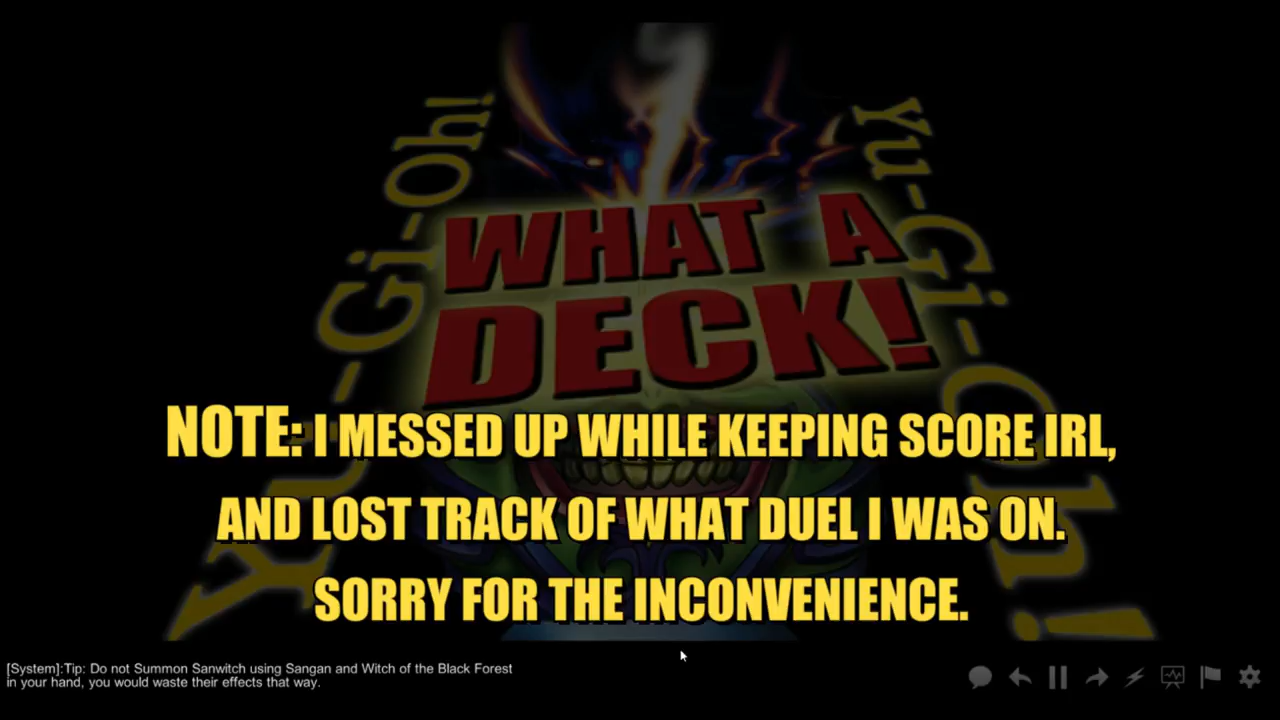 Yu-Gi-Oh!
Yu-Gi-Oh!
WHAT A
DECK!
NOTE: I MESSED UP WHILE KEEPING SCORE IRL,
AND LOST TRACK OF WHAT DUEL I WAS ON.
SORRY FOR THE INCONVENIENCE.
[System]:Tip: Do not Summon Sanwitch using Sangan and Witch of the Black Forest
in your hand, you would waste their effects that way.